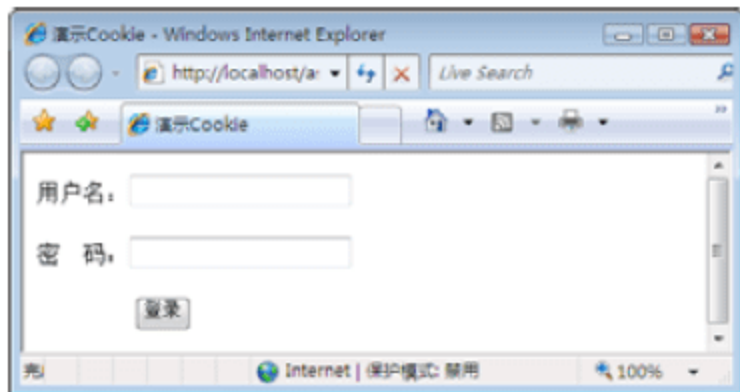 演示Cookie - Windows Internet Explorer
http://localhost/a Live Search
演示Cookie
用户名：
密 码：
登录
Internet | 保护模式: 禁用 100%